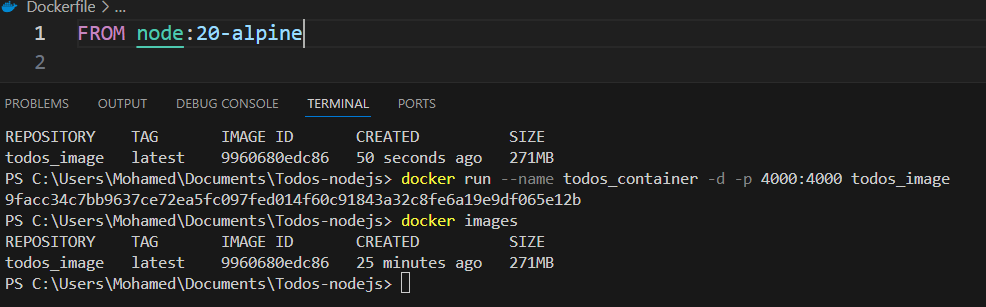 Dockerfile > ...
1 FROM node:20-alpine
2
PROBLEMS OUTPUT DEBUG CONSOLE TERMINAL PORTS
REPOSITORY TAG IMAGE ID CREATED SIZE
todos_image latest 9960680edc86 50 seconds ago 271MB
PS C:\Users\Mohamed\Documents\Todos-nodejs> docker run --name todos_container -d -p 4000:4000 todos_image
9facc34c7bb9637ce72ea5fc097fed014f60c91843a32c8fe6a19e9df065e12b
PS C:\Users\Mohamed\Documents\Todos-nodejs> docker images
REPOSITORY TAG IMAGE ID CREATED SIZE
todos_image latest 9960680edc86 25 minutes ago 271MB
PS C:\Users\Mohamed\Documents\Todos-nodejs>